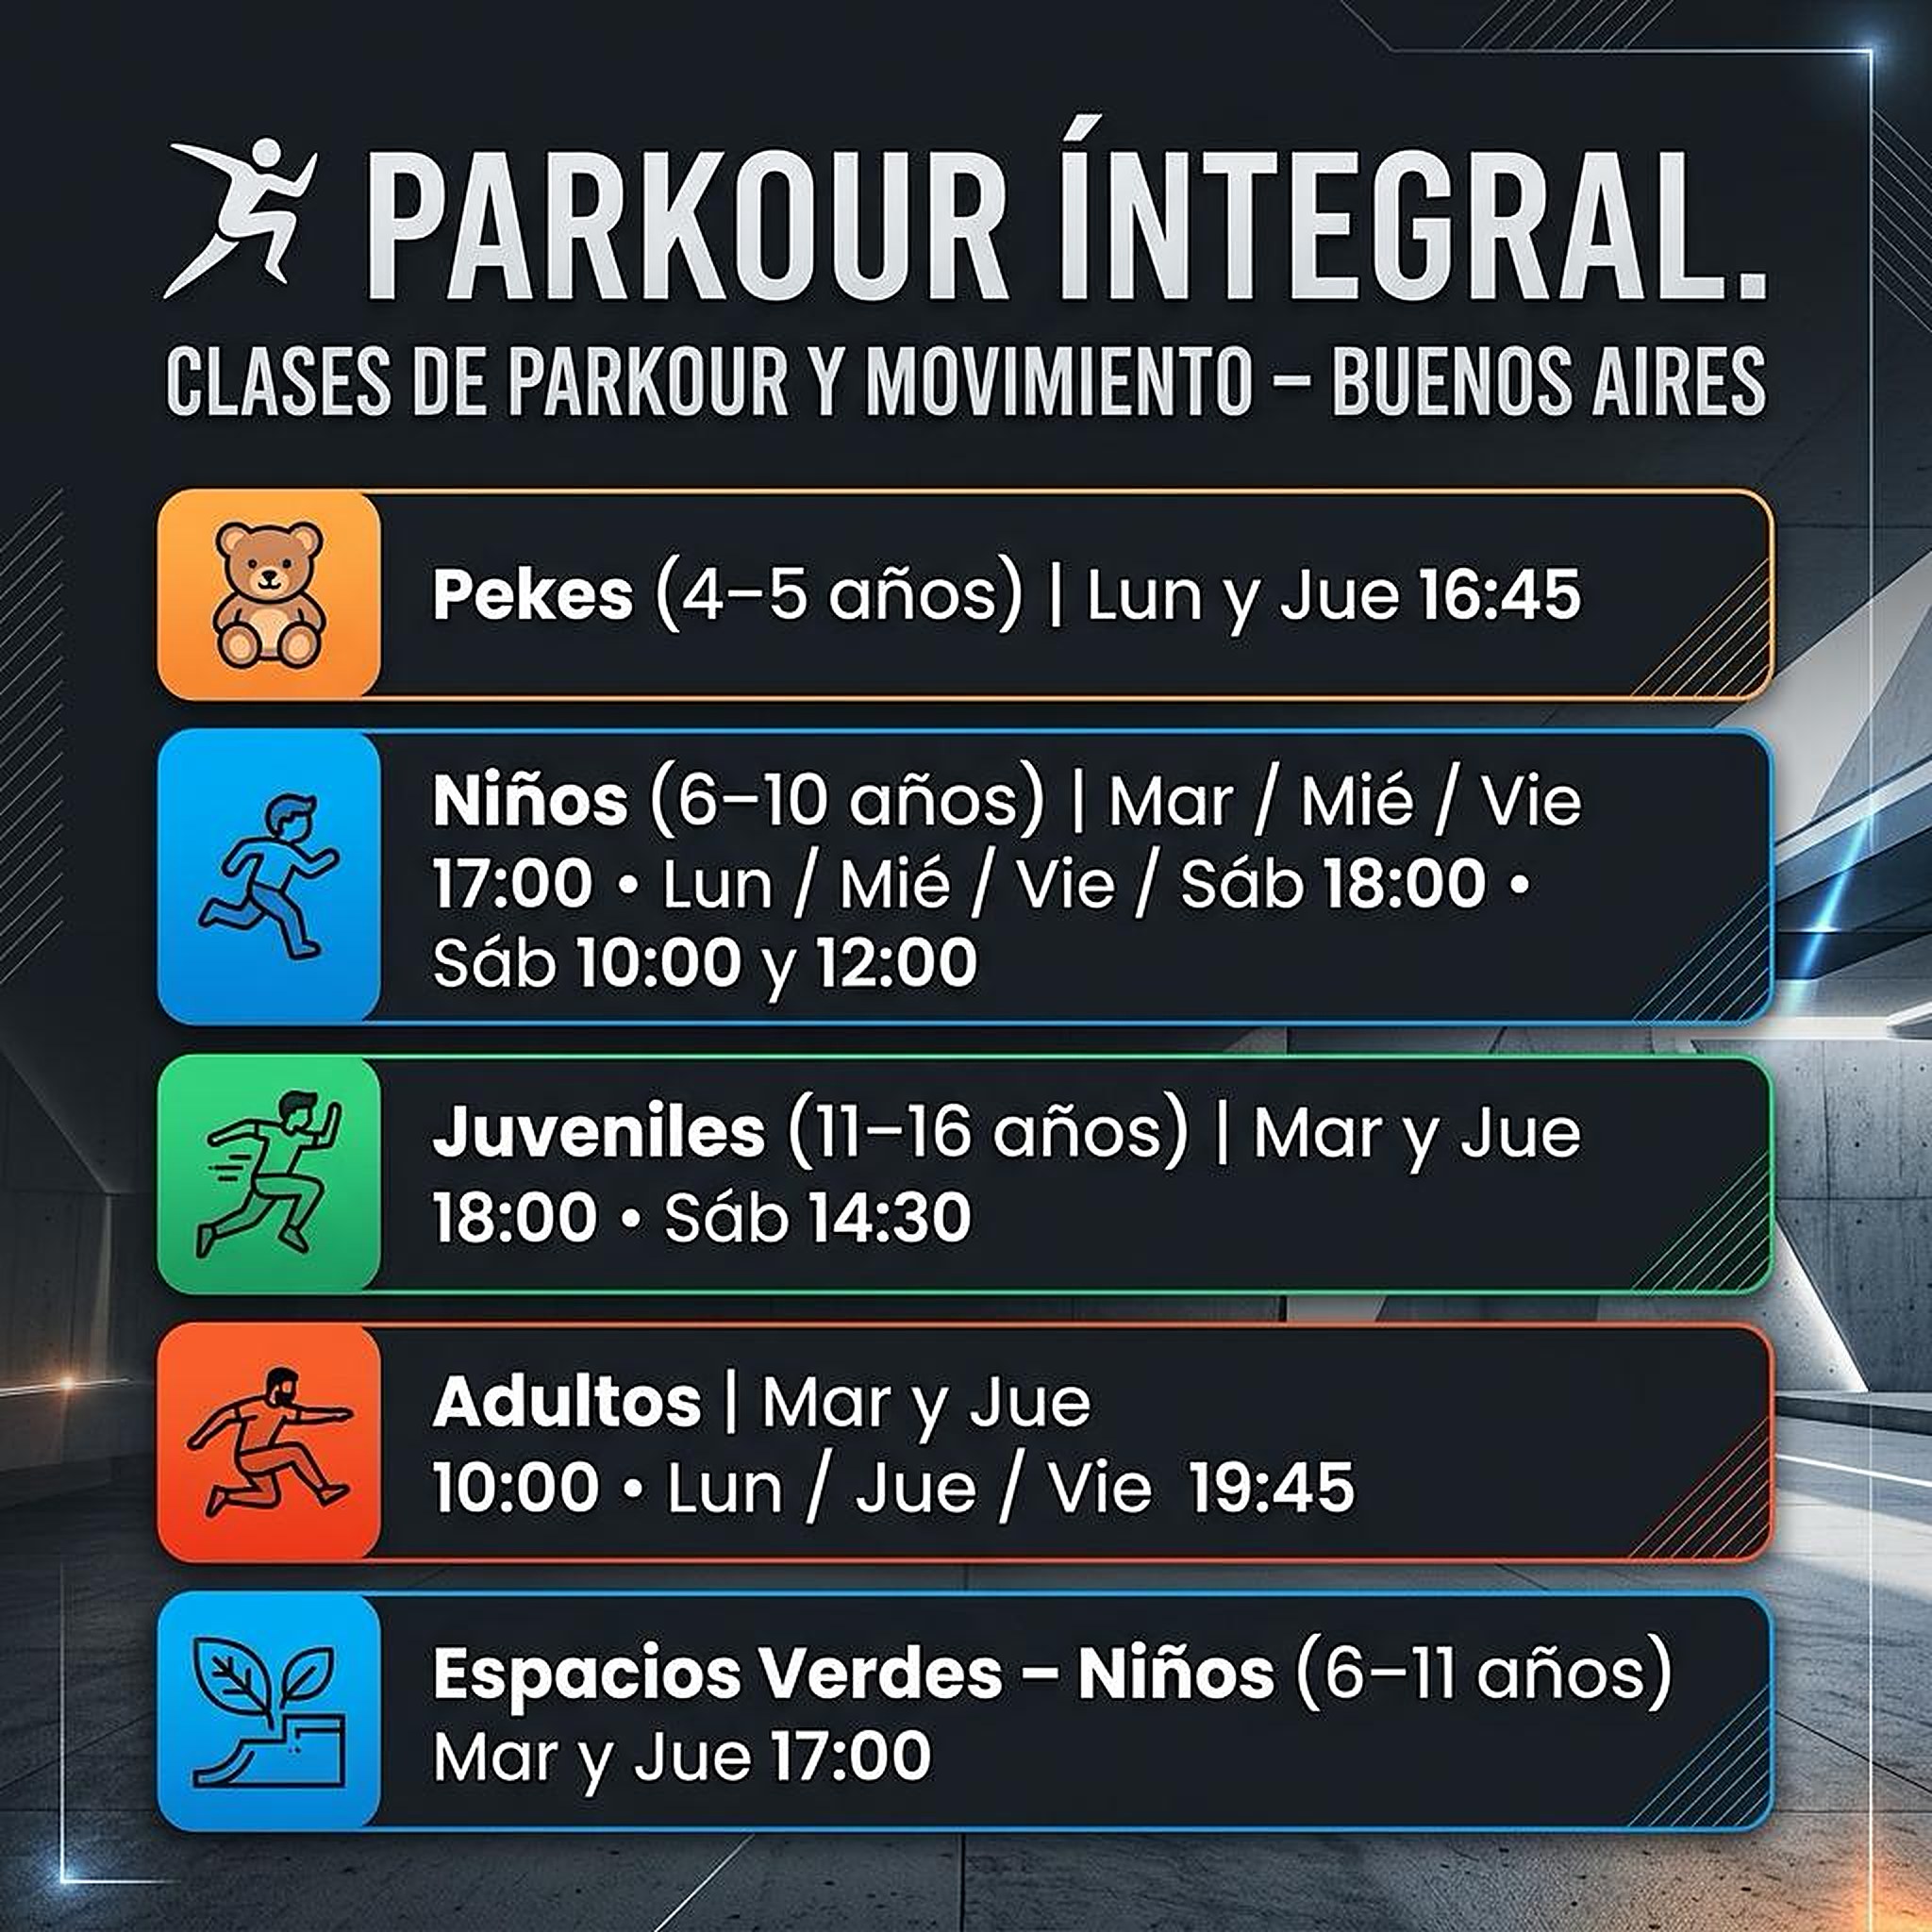 PARKOUR ÍNTEGRAL.
CLASES DE PARKOUR Y MOVIMIENTO – BUENOS AIRES
Pekes (4–5 años) | Lun y Jue 16:45
Niños (6–10 años) | Mar / Mié / Vie
17:00 • Lun / Mié / Vie / Sáb 18:00 •
Sáb 10:00 y 12:00
Juveniles (11–16 años) | Mar y Jue
18:00 • Sáb 14:30
Adultos | Mar y Jue
10:00 • Lun / Jue / Vie 19:45
Espacios Verdes – Niños (6–11 años)
Mar y Jue 17:00